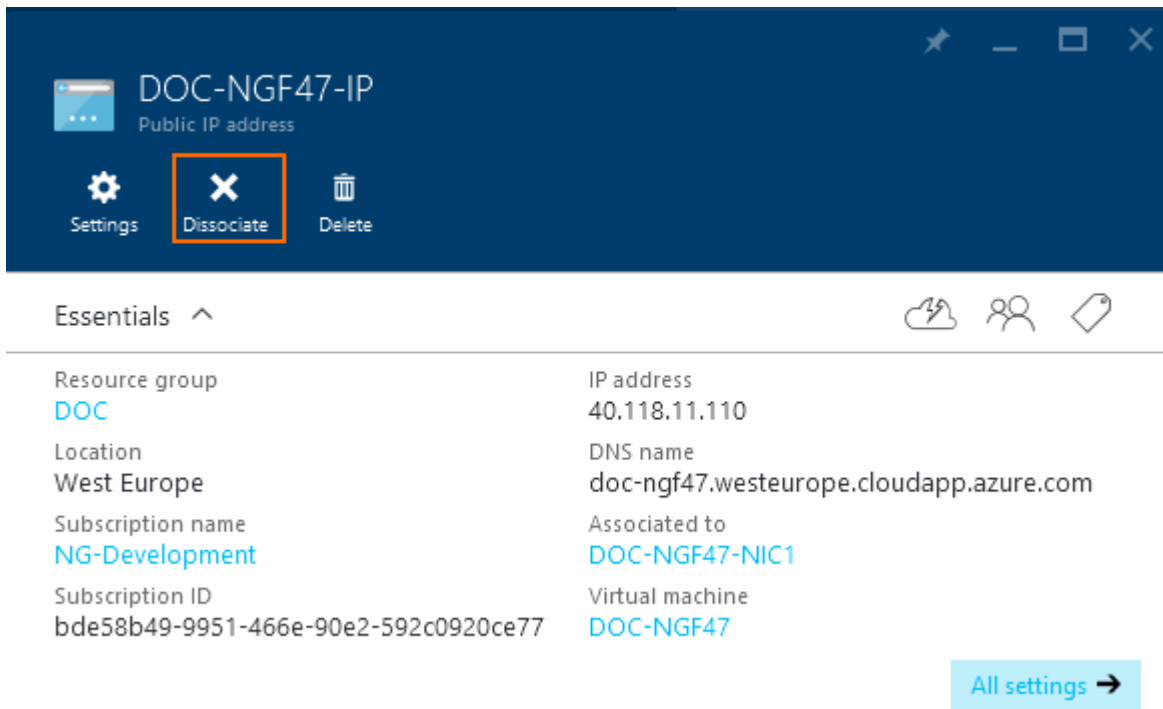 DOC-NGF47-IP
Public IP address
Settings
Dissociate
Delete
Essentials
Resource group
DOC
Location
West Europe
Subscription name
NG-Development
Subscription ID
bde58b49-9951-466e-90e2-592c0920ce77
IP address
40.118.11.110
DNS name
doc-ngf47.westeurope.cloudapp.azure.com
Associated to
DOC-NGF47-NIC1
Virtual machine
DOC-NGF47
All settings